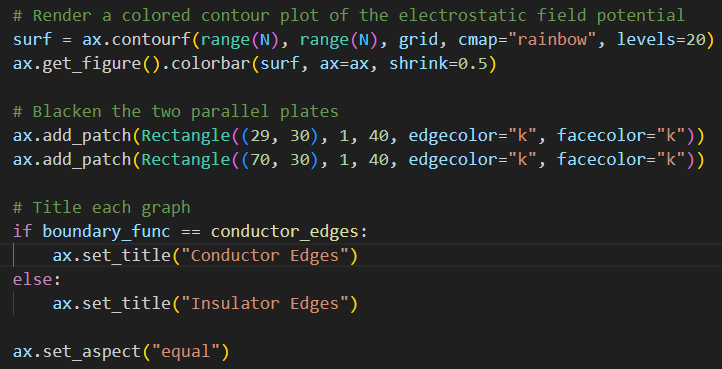 # Render a colored contour plot of the electrostatic field potential
surf = ax.contourf(range(N), range(N), grid, cmap="rainbow", levels=20)
ax.get_figure().colorbar(surf, ax=ax, shrink=0.5)

# Blacken the two parallel plates
ax.add_patch(Rectangle((29, 30), 1, 40, edgecolor="k", facecolor="k"))
ax.add_patch(Rectangle((70, 30), 1, 40, edgecolor="k", facecolor="k"))

# Title each graph
if boundary_func == conductor_edges:
    ax.set_title("Conductor Edges")
else:
    ax.set_title("Insulator Edges")

ax.set_aspect("equal")